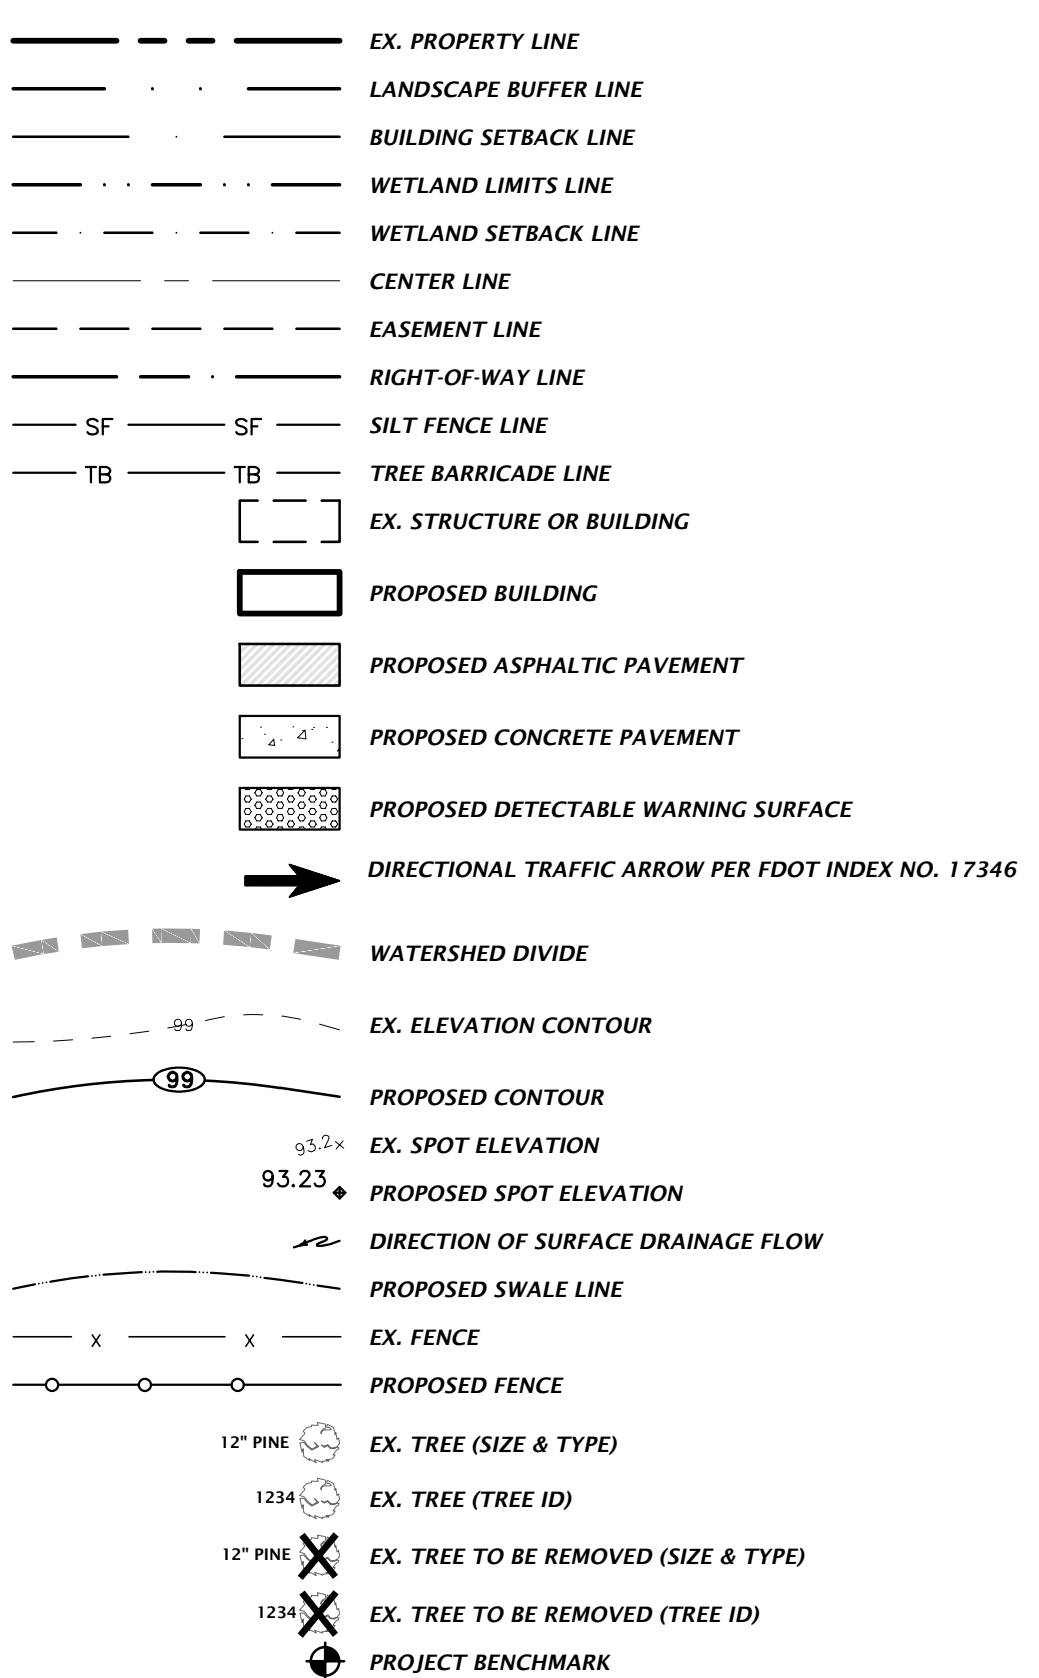 EX. PROPERTY LINE
LANDSCAPE BUFFER LINE
BUILDING SETBACK LINE
WETLAND LIMITS LINE
WETLAND SETBACK LINE
CENTER LINE
EASEMENT LINE
RIGHT-OF-WAY LINE
SF SF SILT FENCE LINE
TB TB TREE BARRICADE LINE
EX. STRUCTURE OR BUILDING
PROPOSED BUILDING
PROPOSED ASPHALTIC PAVEMENT
PROPOSED CONCRETE PAVEMENT
PROPOSED DETECTABLE WARNING SURFACE
DIRECTIONAL TRAFFIC ARROW PER FDOT INDEX NO. 17346
WATERSHED DIVIDE
99 EX. ELEVATION CONTOUR
99 PROPOSED CONTOUR
93.2x EX. SPOT ELEVATION
93.23 PROPOSED SPOT ELEVATION
DIRECTION OF SURFACE DRAINAGE FLOW
PROPOSED SWALE LINE
X X EX. FENCE
PROPOSED FENCE
12" PINE EX. TREE (SIZE & TYPE)
1234 EX. TREE (TREE ID)
12" PINE EX. TREE TO BE REMOVED (SIZE & TYPE)
1234 EX. TREE TO BE REMOVED (TREE ID)
PROJECT BENCHMARK